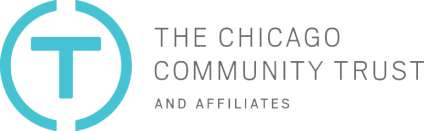 T
THE CHICAGO
COMMUNITY TRUST
AND AFFILIATES